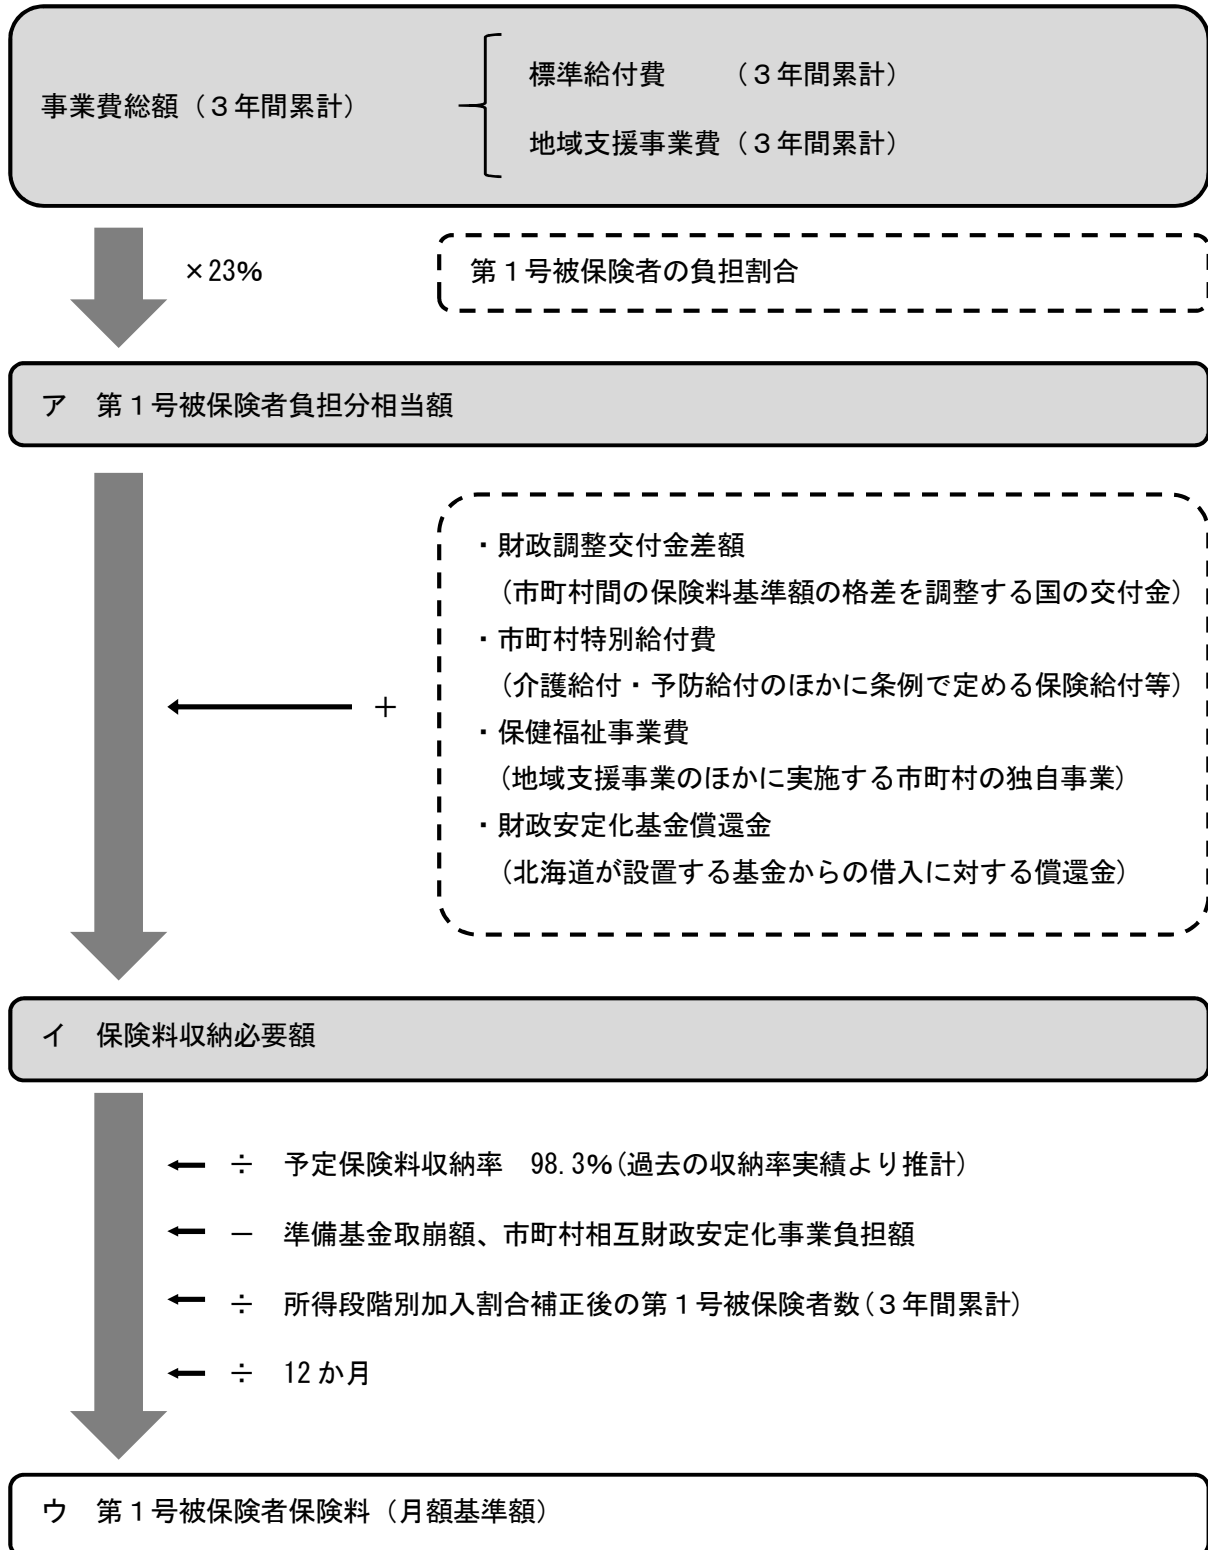 事業費総額（３年間累計）
標準給付費　　（３年間累計）
地域支援事業費（３年間累計）
×23%
第１号被保険者の負担割合
ア　第１号被保険者負担分相当額
・財政調整交付金差額
（市町村間の保険料基準額の格差を調整する国の交付金）
・市町村特別給付費
（介護給付・予防給付のほかに条例で定める保険給付等）
＋
・保健福祉事業費
（地域支援事業のほかに実施する市町村の独自事業）
・財政安定化基金償還金
（北海道が設置する基金からの借入に対する償還金）
イ　保険料収納必要額
÷　予定保険料収納率　98.3%(過去の収納率実績より推計)
－　準備基金取崩額、市町村相互財政安定化事業負担額
÷　所得段階別加入割合補正後の第１号被保険者数(３年間累計)
÷　12か月
ウ　第１号被保険者保険料（月額基準額）